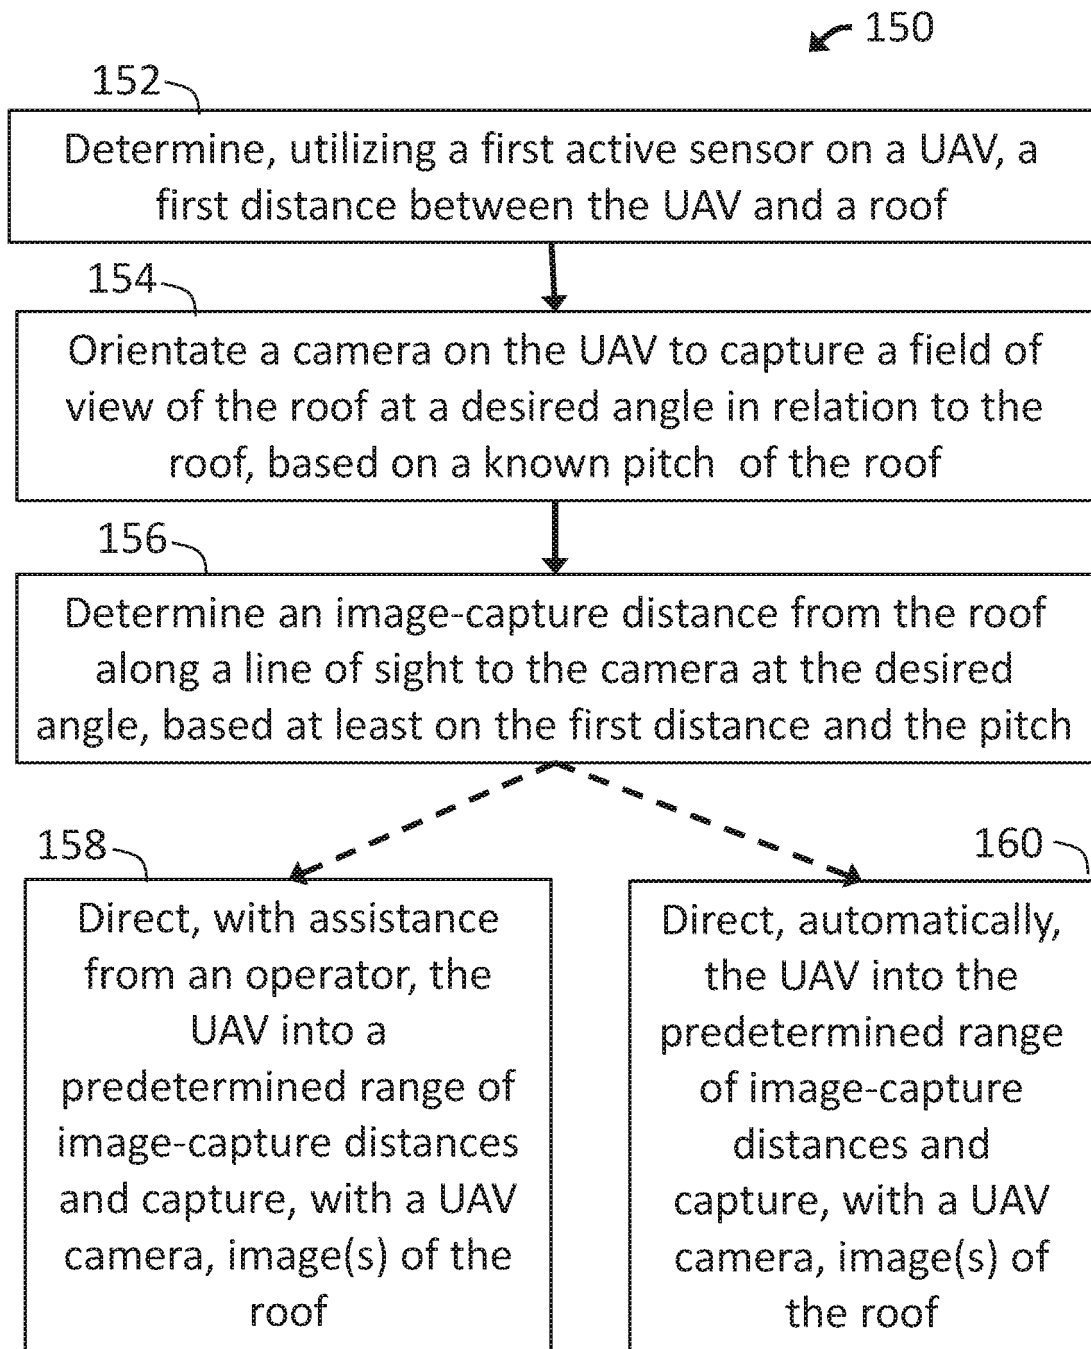 150
152
Determine, utilizing a first active sensor on a UAV, a
first distance between the UAV and a roof
154
Orientate a camera on the UAV to capture a field of
view of the roof at a desired angle in relation to the
roof, based on a known pitch of the roof
156
Determine an image-capture distance from the roof
along a line of sight to the camera at the desired
angle, based at least on the first distance and the pitch
158
Direct, with assistance
from an operator, the
UAV into a
predetermined range of
image-capture distances
and capture, with a UAV
camera, image(s) of the
roof
160
Direct, automatically,
the UAV into the
predetermined range
of image-capture
distances and
capture, with a UAV
camera, image(s) of
the roof